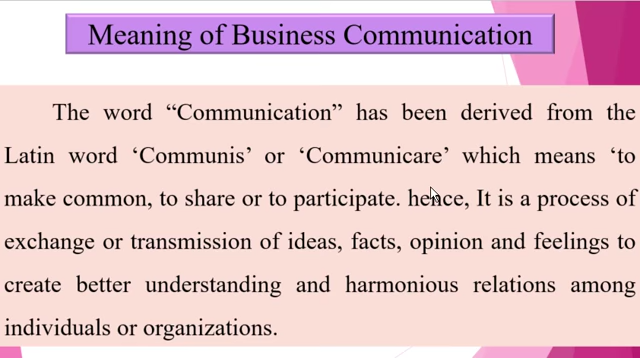 Meaning of Business Communication
The word “Communication” has been derived from the
Latin word ‘Communis’ or ‘Communicare’ which means ‘to
make common, to share or to participate. hence, It is a process of
exchange or transmission of ideas, facts, opinion and feelings to
create better understanding and harmonious relations among
individuals or organizations.